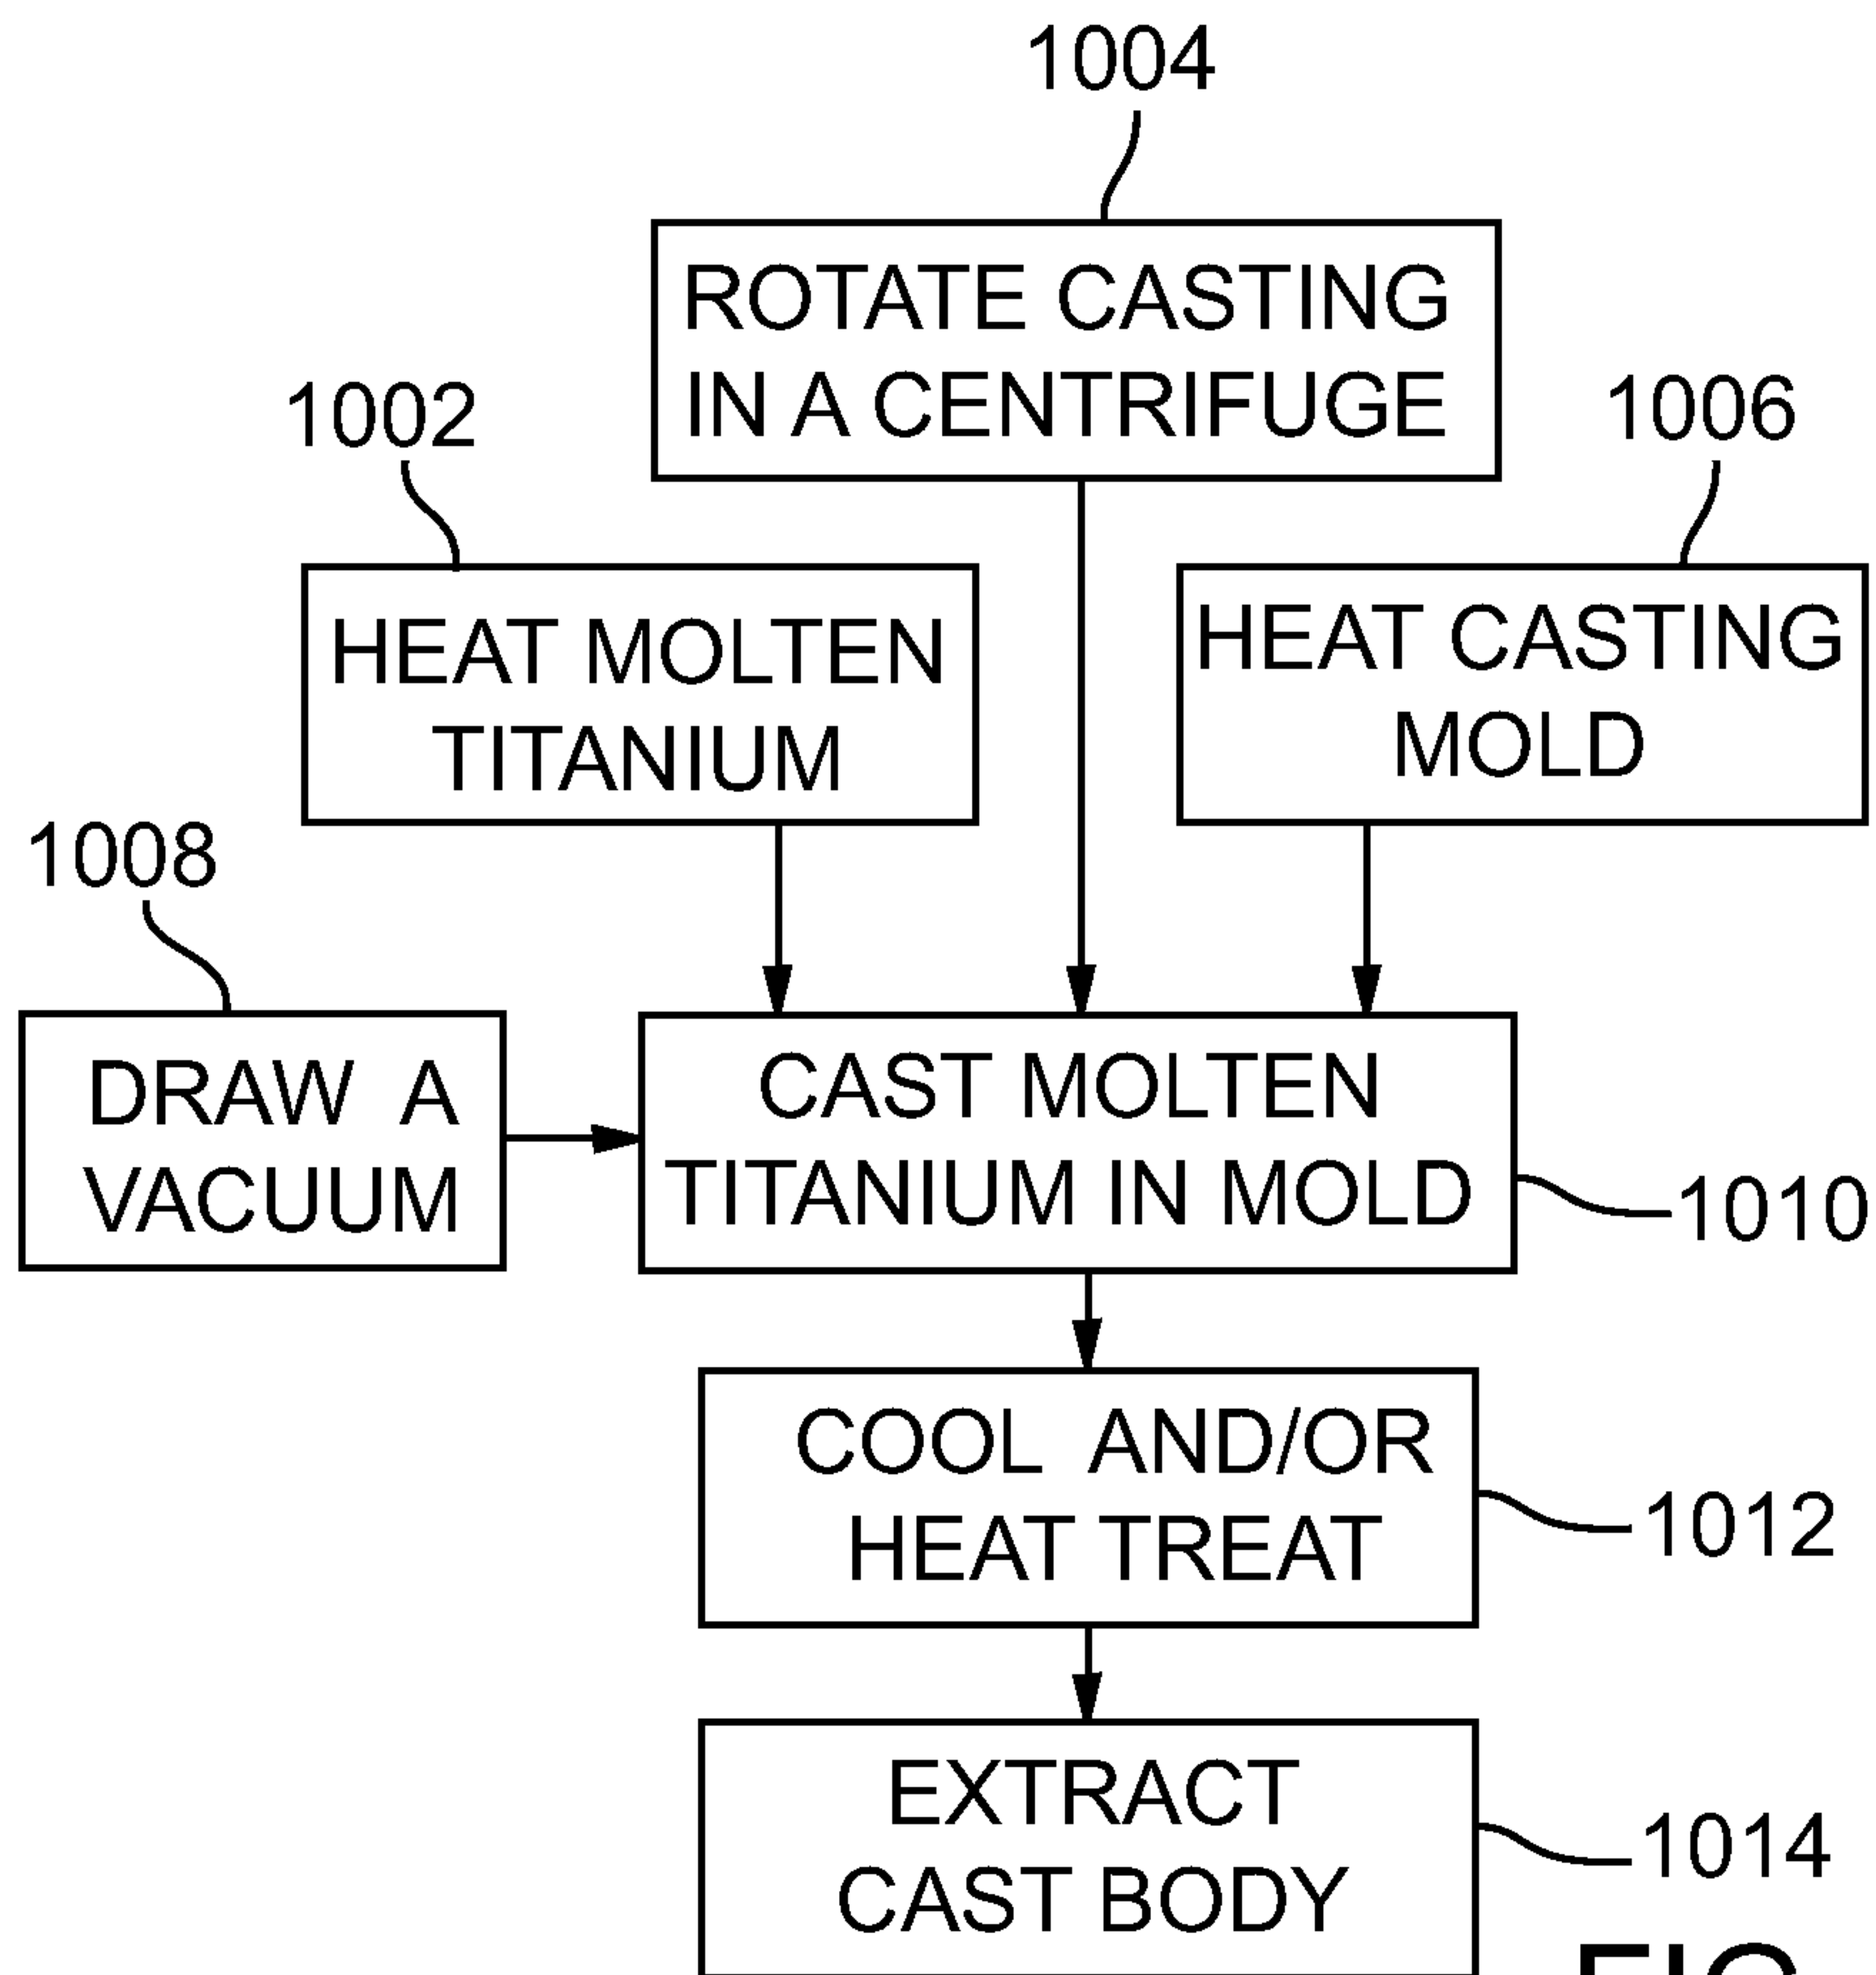 1004
ROTATE CASTING
IN A CENTRIFUGE
1002
1006
HEAT MOLTEN
TITANIUM
HEAT CASTING
MOLD
1008
DRAW A
VACUUM
CAST MOLTEN
TITANIUM IN MOLD
1010
COOL AND/OR
HEAT TREAT
1012
EXTRACT
CAST BODY
1014